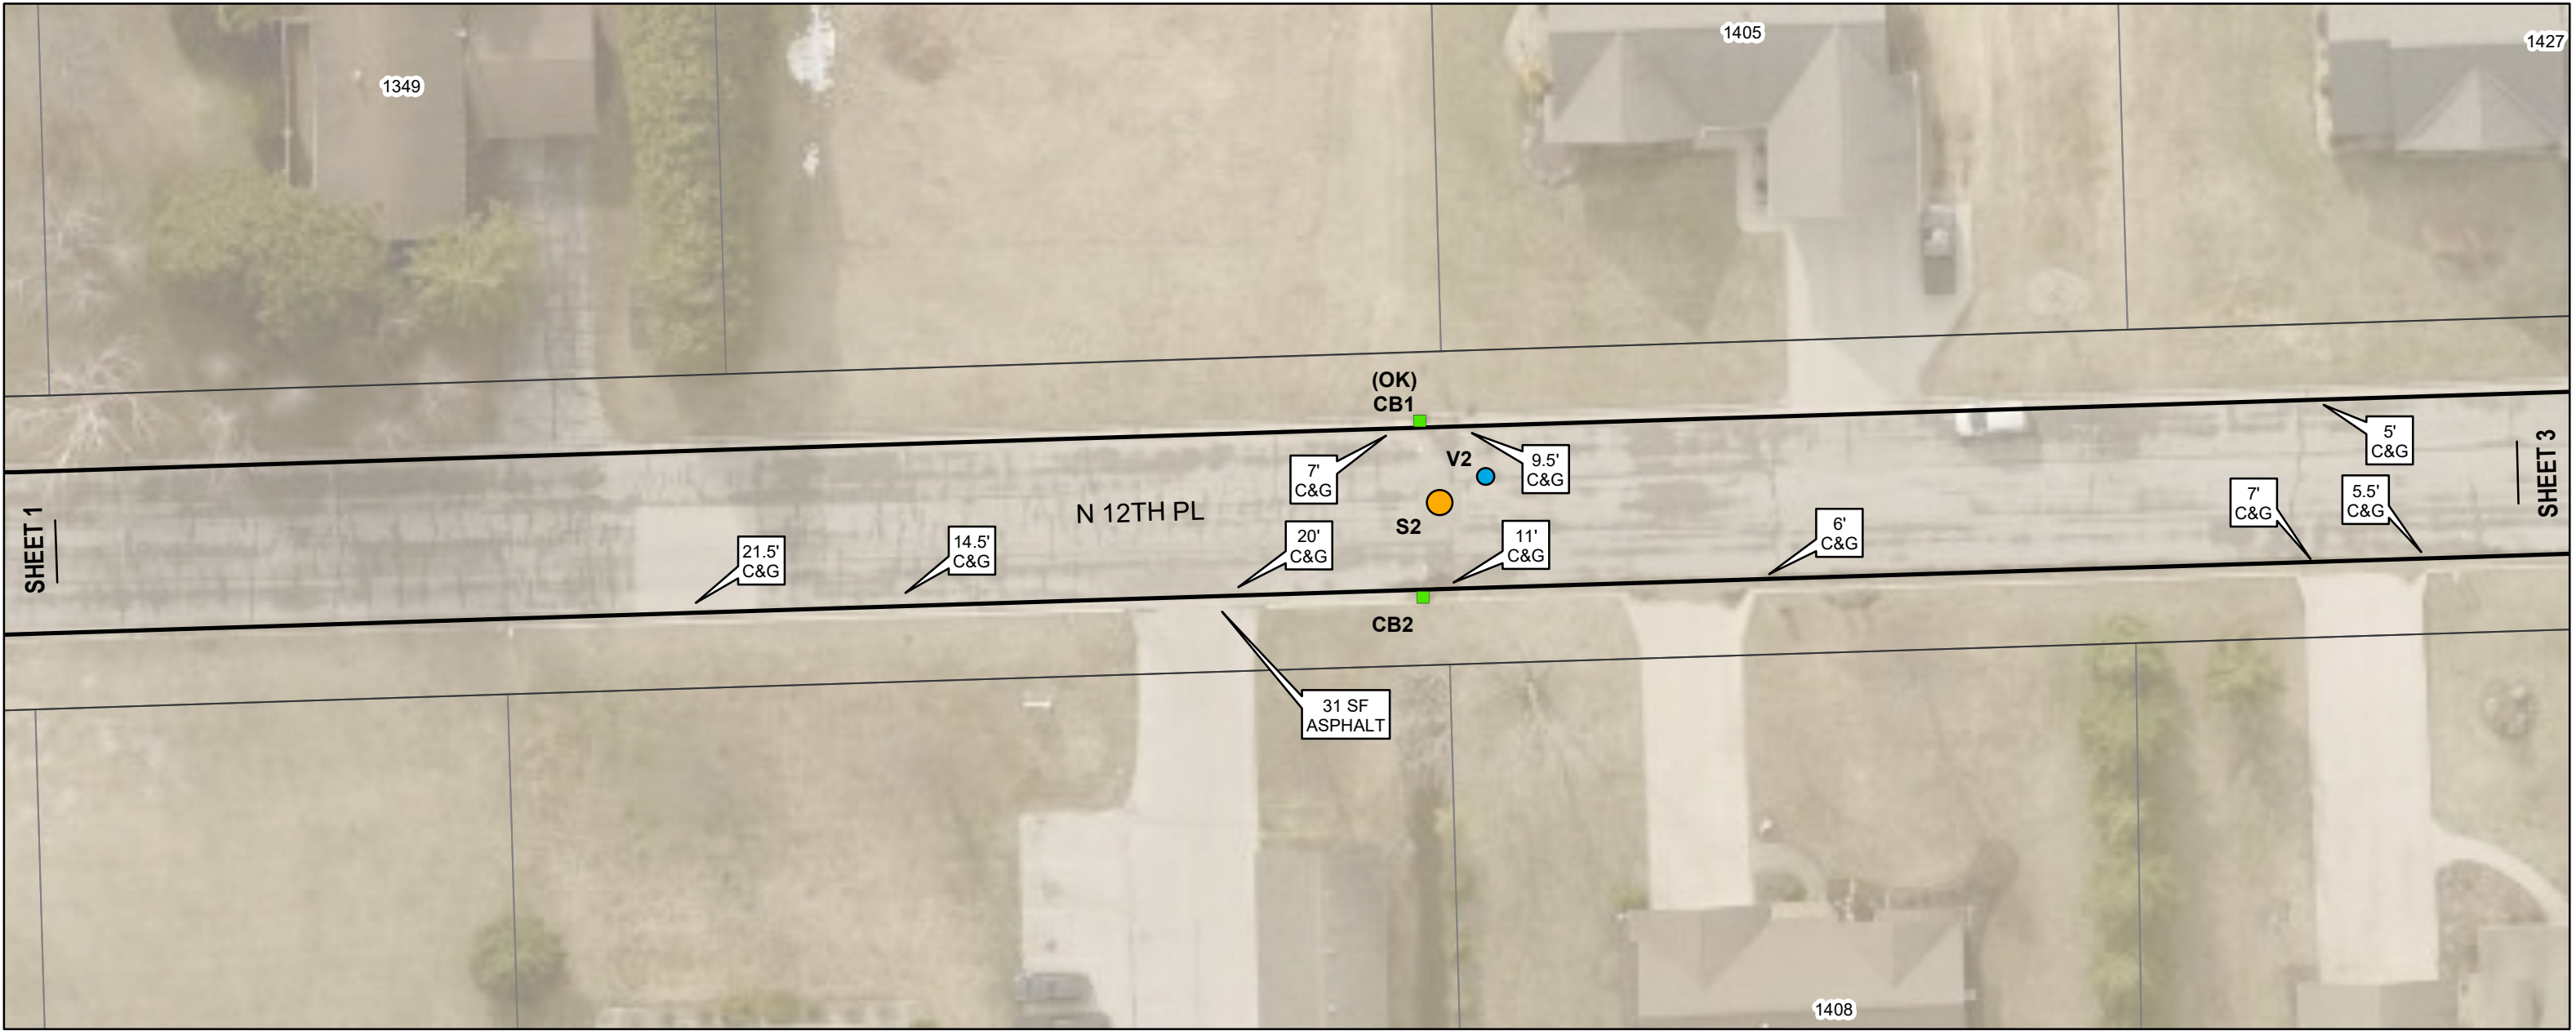 1405
1427
1349
(OK)
CB1
5'
C&G
V2
9.5'
C&G
7'
C&G
SHEET 3
N 12TH PL
S2
7'
C&G
5.5'
C&G
SHEET 1
21.5'
C&G
14.5'
C&G
20'
C&G
11'
C&G
6'
C&G
CB2
31 SF
ASPHALT
1408